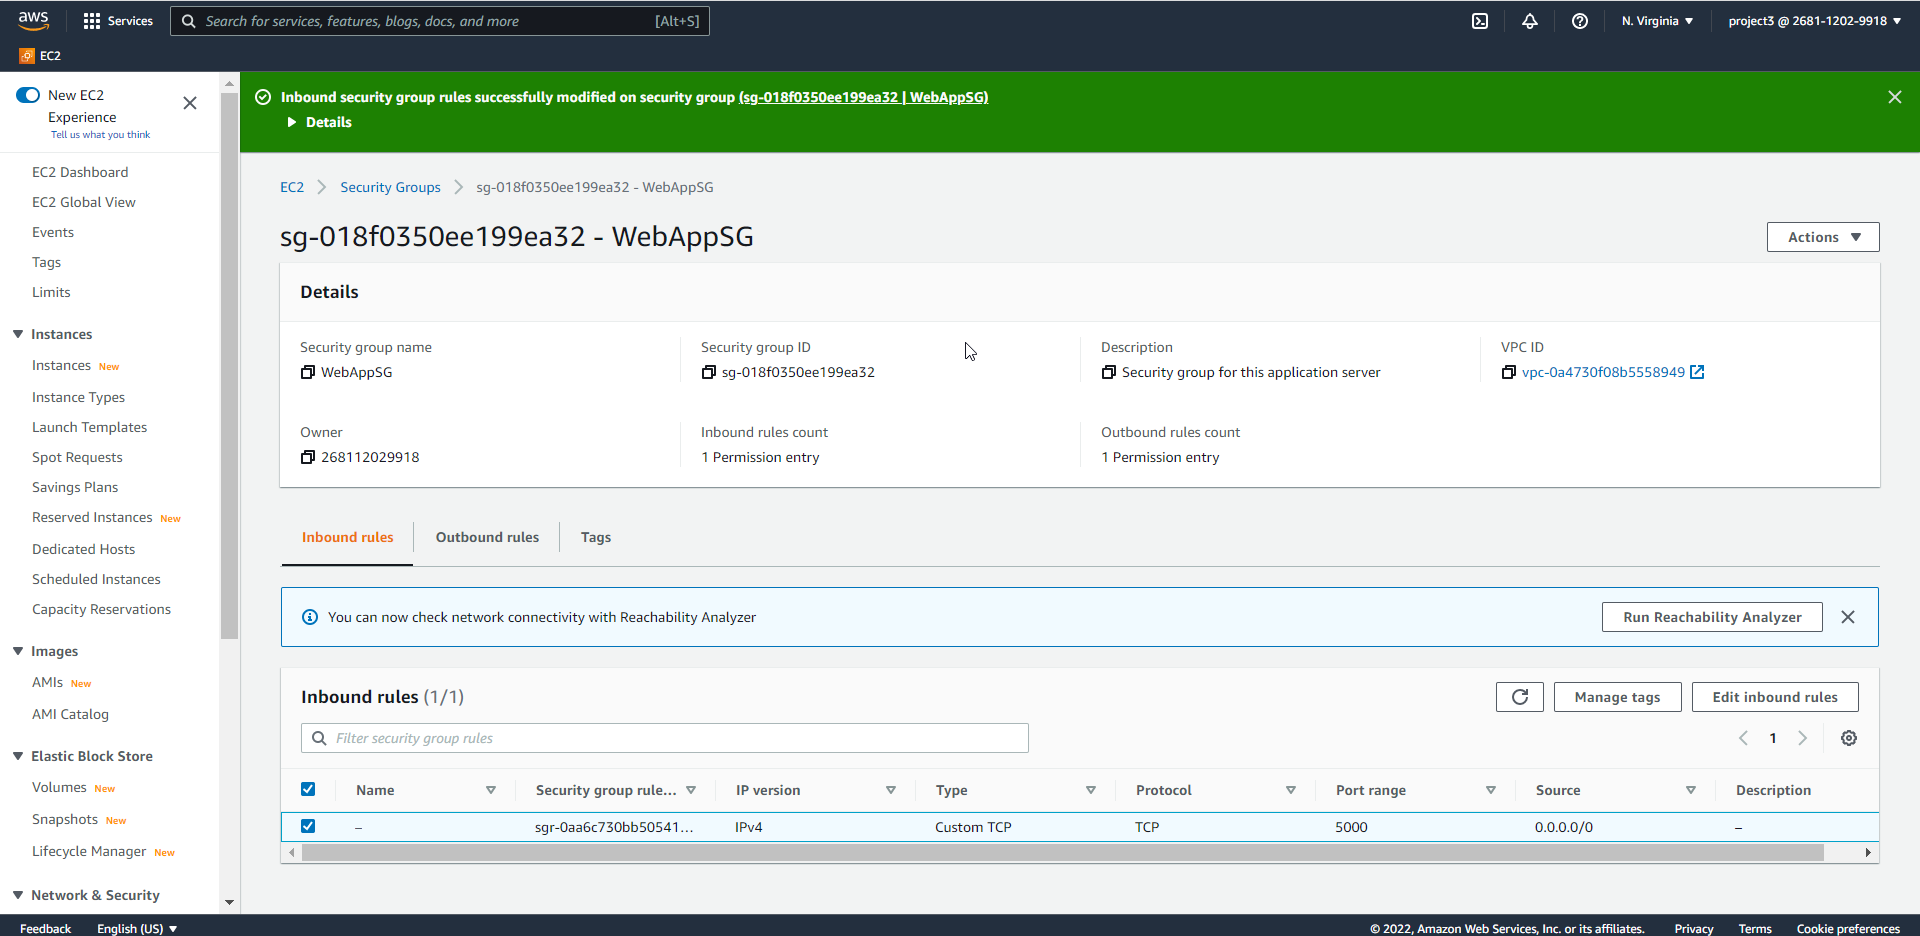 aws
Services
Search for services, features, blogs, docs, and more [Alt+S]
N. Virginia
project3 @ 2681-1202-9918
EC2
New EC2 Experience
Tell us what you think
EC2 Dashboard
EC2 Global View
Events
Tags
Limits
Instances
Instances New
Instance Types
Launch Templates
Spot Requests
Savings Plans
Reserved Instances New
Dedicated Hosts
Scheduled Instances
Capacity Reservations
Images
AMIs New
AMI Catalog
Elastic Block Store
Volumes New
Snapshots New
Lifecycle Manager New
Network & Security
Inbound security group rules successfully modified on security group (sg-018f0350ee199ea32 | WebAppSG)
Details
EC2 Security Groups sg-018f0350ee199ea32 - WebAppSG
sg-018f0350ee199ea32 - WebAppSG
Actions
Details
Security group name Security group ID Description VPC ID
WebAppSG sg-018f0350ee199ea32 Security group for this application server vpc-0a4730f08b5558949
Owner Inbound rules count Outbound rules count
268112029918 1 Permission entry 1 Permission entry
Inbound rules Outbound rules Tags
You can now check network connectivity with Reachability Analyzer Run Reachability Analyzer
Inbound rules (1/1) Manage tags Edit inbound rules
Filter security group rules 1
Name Security group rule... IP version Type Protocol Port range Source Description
– sgr-0aa6c730bb50541... IPv4 Custom TCP TCP 5000 0.0.0.0/0 –
Feedback English (US) © 2022, Amazon Web Services, Inc. or its affiliates. Privacy Terms Cookie preferences